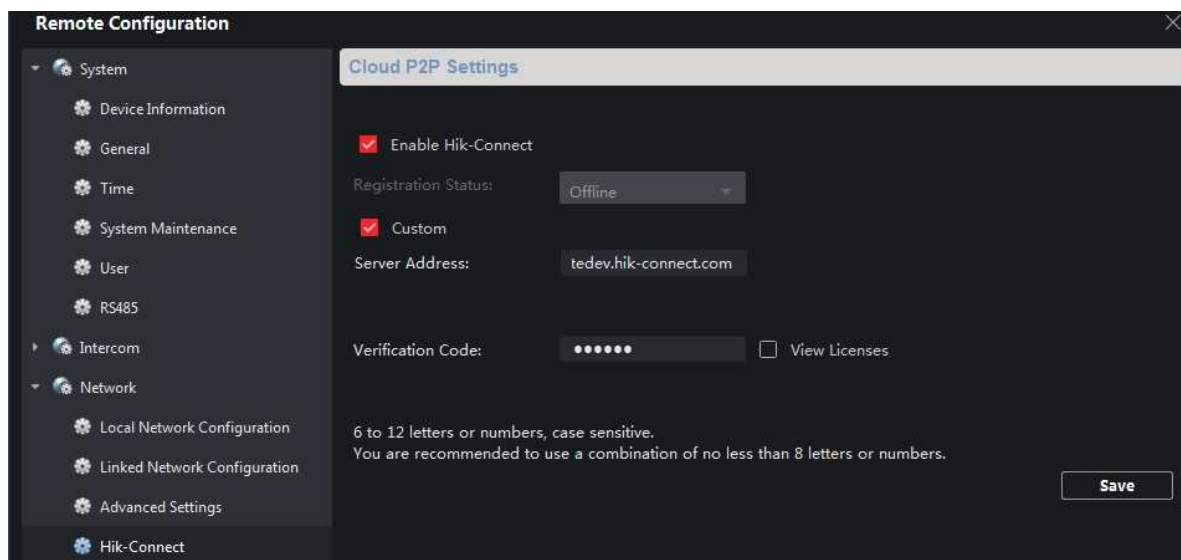 Remote Configuration
System
Device Information
General
Time
System Maintenance
User
RS485
Intercom
Network
Local Network Configuration
Linked Network Configuration
Advanced Settings
Hik-Connect
Cloud P2P Settings
Enable Hik-Connect
Registration Status: Offline
Custom
Server Address: tedev.hik-connect.com
Verification Code: ●●●●●● View Licenses
6 to 12 letters or numbers, case sensitive.
You are recommended to use a combination of no less than 8 letters or numbers.
Save